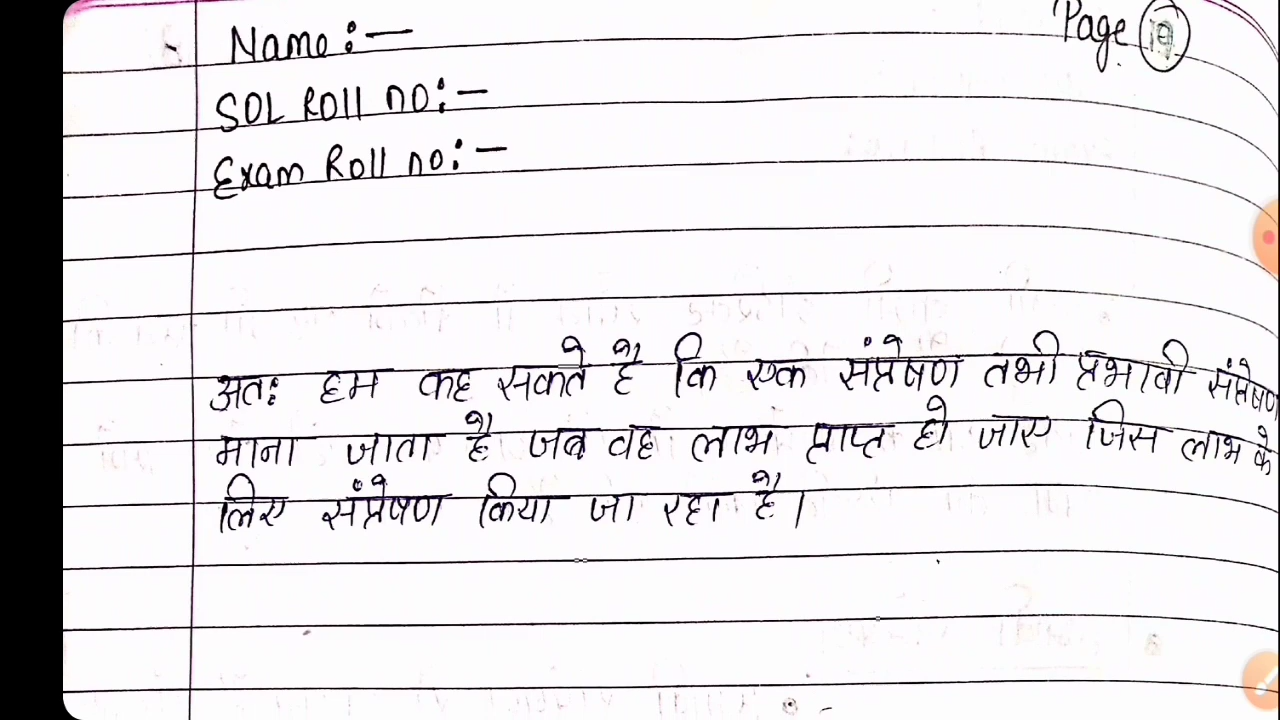 Name:—
Page 19
SOL Roll no:—
Exam Roll no:—
अतः हम कह सकते है कि एक संप्रेषण तभी प्रभावी संप्रेषण
माना जाता है जब वह लाभ प्राप्त हो जाए जिस लाभ के
लिए संप्रेषण किया जा रहा है।